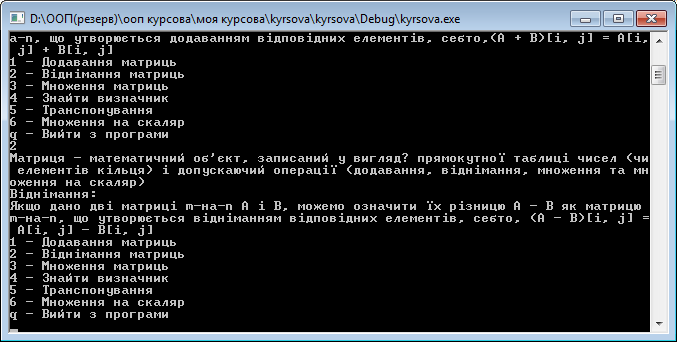 D:\ООП(резерв)\ооп курсова\моя курсова\kyrsova\kyrsova\Debug\kyrsova.exe
а-n, що утворюється додаванням відповідних елементів, себто,(A + B)[i, j] = A[i,
 j] + B[i, j]
1 - Додавання матриць
2 - Віднімання матриць
3 - Множення матриць
4 - Знайти визначник
5 - Транспонування
6 - Множення на скаляр
q - Вийти з програми
2
Матриця - математичний об'єкт, записаний у вигляд? прямокутної таблиці чисел (чи
 елементів кільця) і допускаючий операції (додавання, віднімання, множення та мн
оження на скаляр)
Віднімання:
Якщо дано дві матриці m-на-n A і B, можемо означити їх різницю A - B як матрицю
m-на-n, що утворюється відніманням відповідних елементів, себто, (A - B)[i, j] =
 A[i, j] - B[i, j]
1 - Додавання матриць
2 - Віднімання матриць
3 - Множення матриць
4 - Знайти визначник
5 - Транспонування
6 - Множення на скаляр
q - Вийти з програми